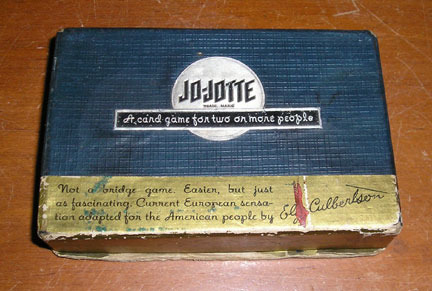 JO-JOTTE
TRADE MARK
A card game for two or more people
Not a bridge game. Easier, but just
as fascinating. Current European sensa-
tion adapted for the American people by Ely Culbertson